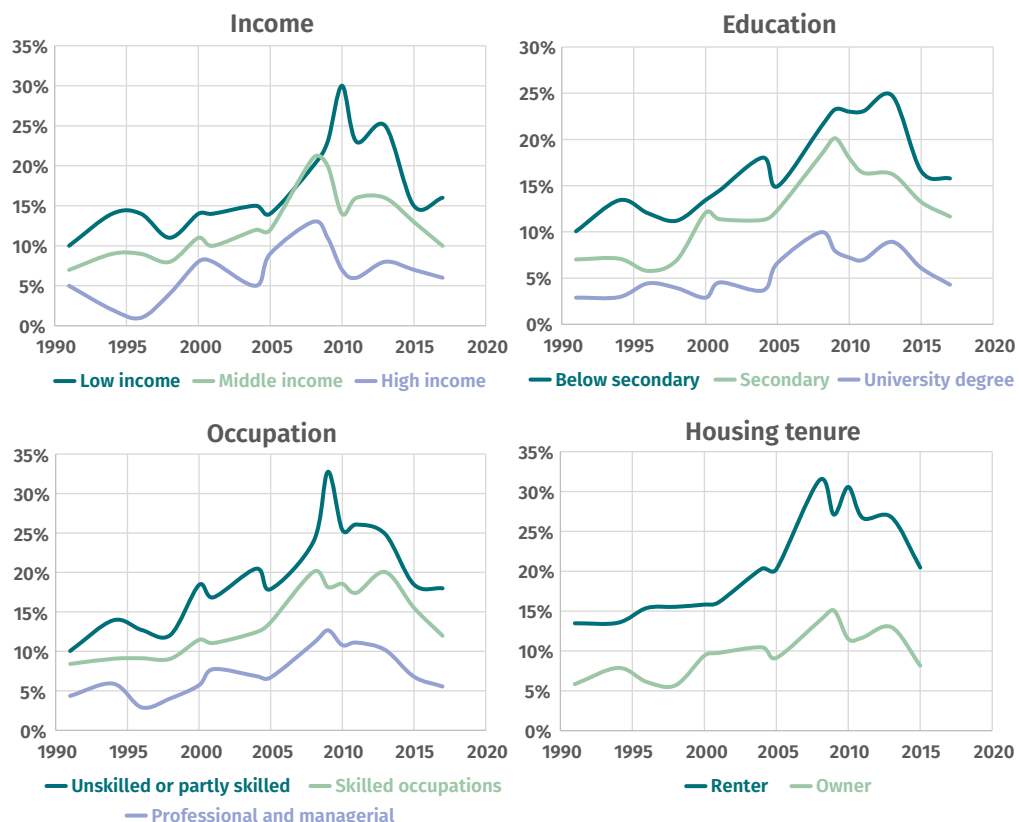 Income
35%
30%
25%
20%
15%
10%
5%
0%
1990 1995 2000 2005 2010 2015 2020
Low income Middle income High income
Education
30%
25%
20%
15%
10%
5%
0%
1990 1995 2000 2005 2010 2015 2020
Below secondary Secondary University degree
Occupation
35%
30%
25%
20%
15%
10%
5%
0%
1990 1995 2000 2005 2010 2015 2020
Unskilled or partly skilled Skilled occupations
Professional and managerial
Housing tenure
35%
30%
25%
20%
15%
10%
5%
0%
1990 1995 2000 2005 2010 2015 2020
Renter Owner